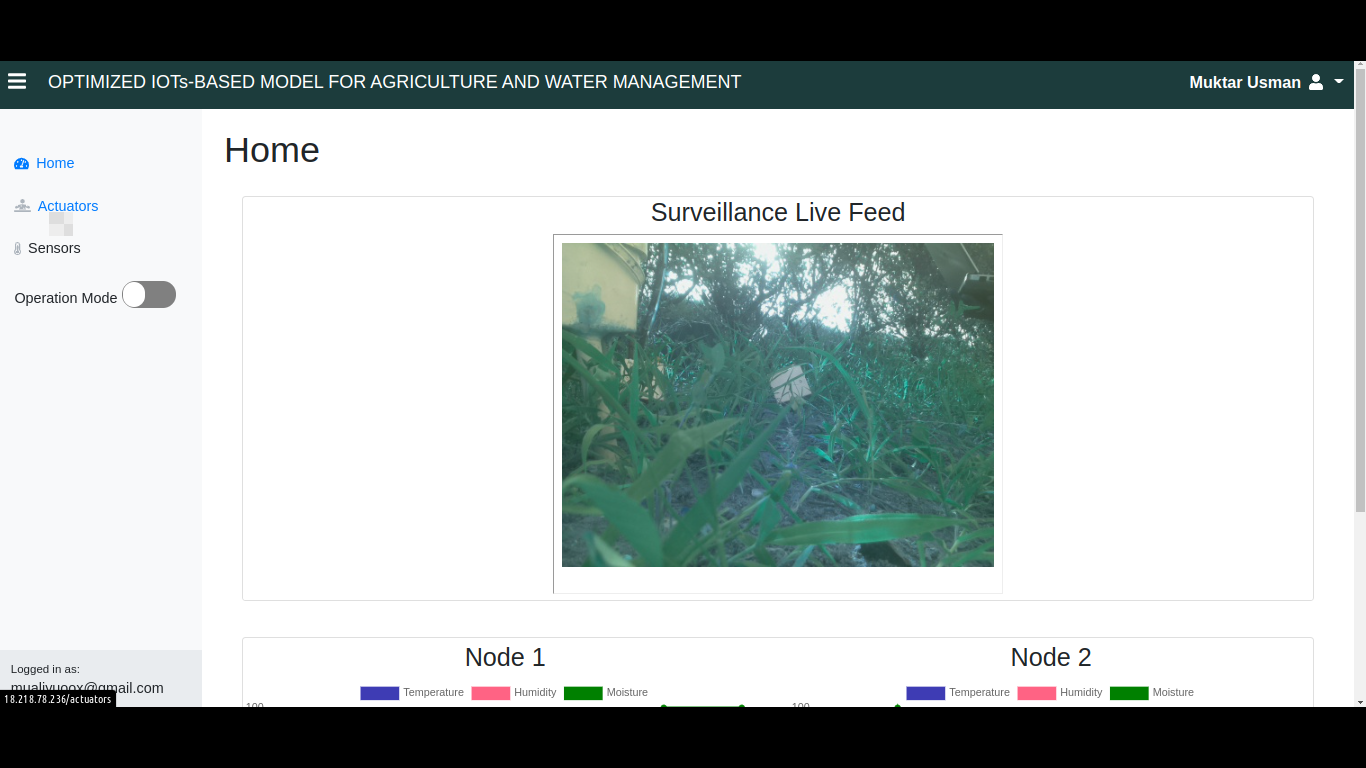 OPTIMIZED IOTs-BASED MODEL FOR AGRICULTURE AND WATER MANAGEMENT
Muktar Usman
Home
Actuators
Sensors
Operation Mode
Home
Surveillance Live Feed
Node 1
Temperature Humidity Moisture
100
Node 2
Temperature Humidity Moisture
100
Logged in as:
mualiyuoox@gmail.com
18.218.78.236/actuators